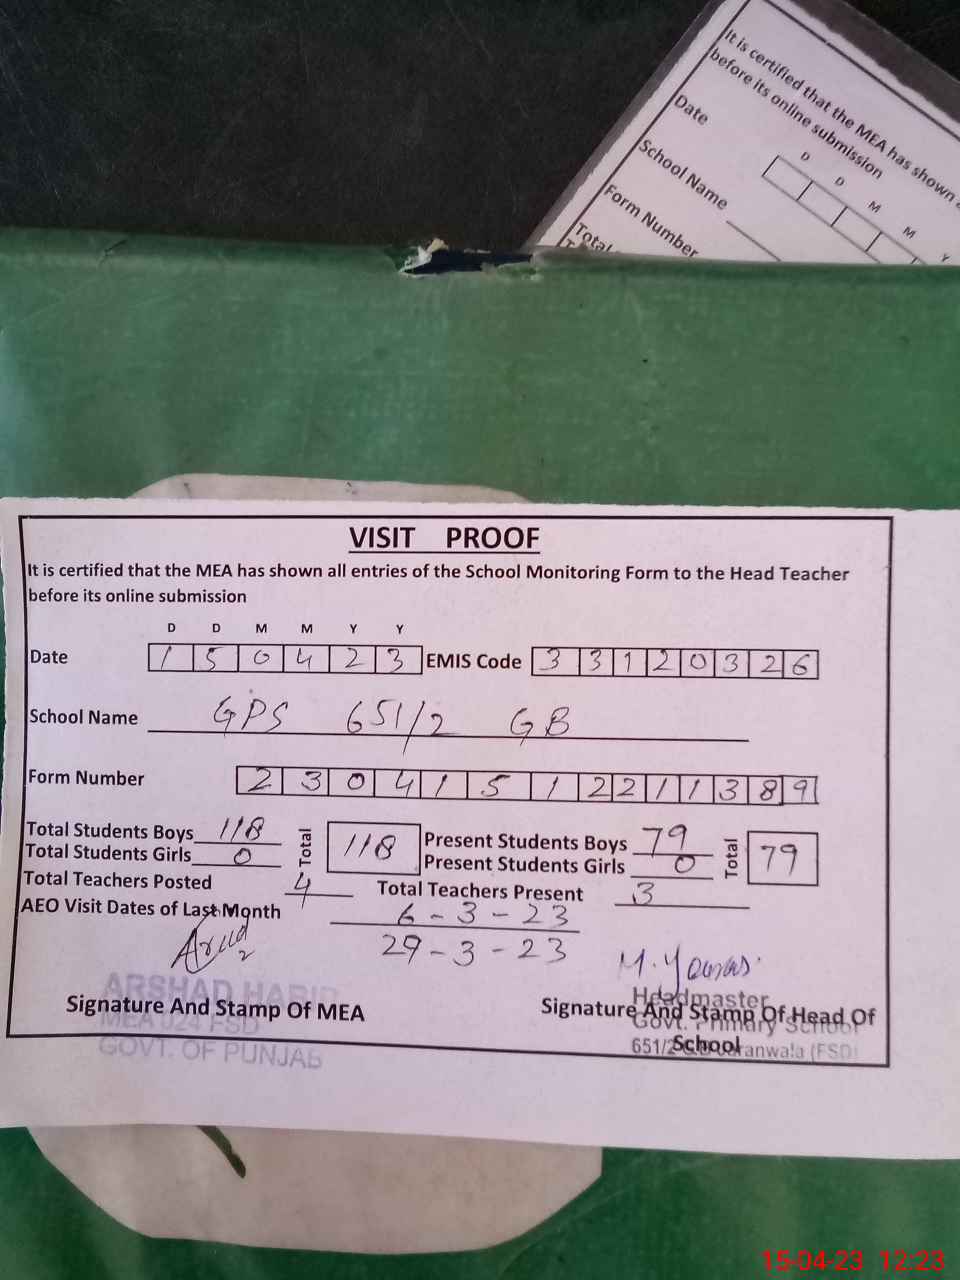 It is certified that the MEA has shown
before its online submission
D D M M Y
Date
School Name
Form Number
Total
VISIT PROOF
It is certified that the MEA has shown all entries of the School Monitoring Form to the Head Teacher
before its online submission
D D M M Y Y
Date 1 5 0 4 2 3 EMIS Code 3 3 1 2 0 3 2 6
School Name GPS 651/2 GB
Form Number 2 3 0 4 1 5 1 2 2 1 1 3 8 9
Total Students Boys 118 Total 118 Present Students Boys 79 Total 79
Total Students Girls 0 Present Students Girls 0
Total Teachers Posted 4 Total Teachers Present 3
AEO Visit Dates of Last Month 6-3-23
29-3-23
M. Younas
ARSHAD HABIB
Signature And Stamp Of MEA
MEA 024 FSD
GOVT. OF PUNJAB
Headmaster
Signature And Stamp Of Head Of
Govt. Primary School
School
651/2 Jaranwala (FSD)
15-04-23 12:23